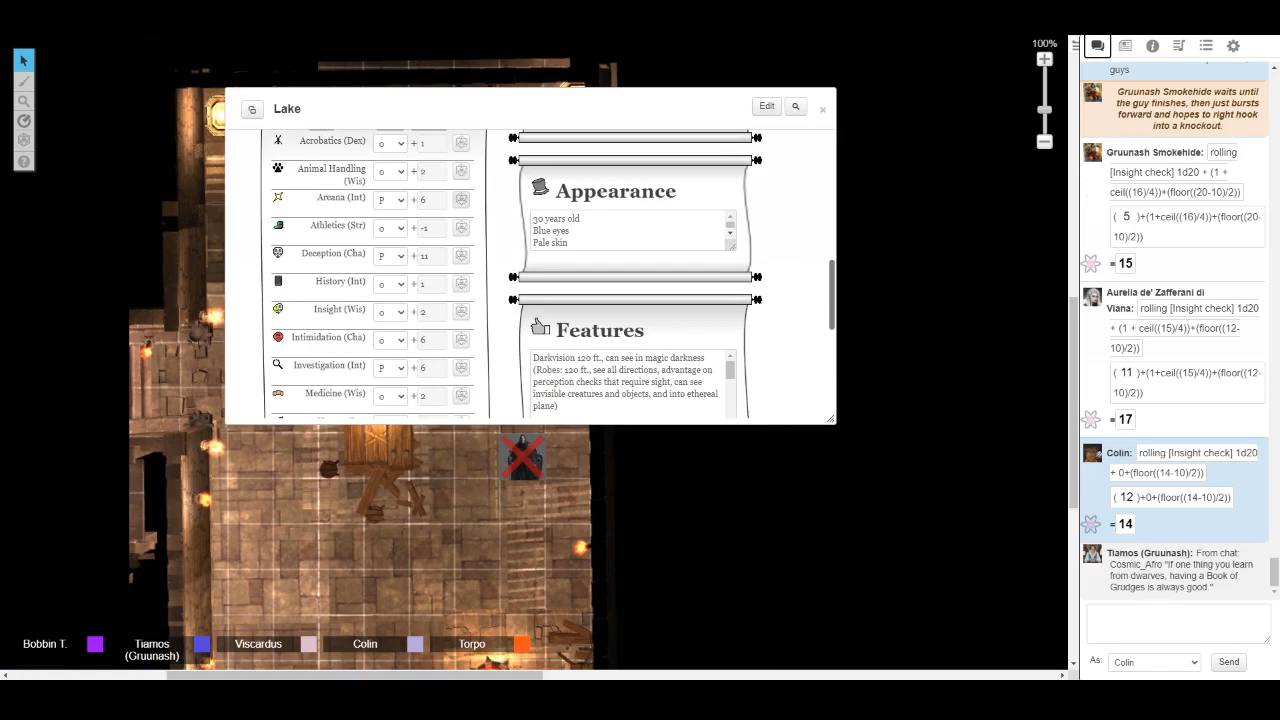 100%
Lake
Edit
Acrobatics (Dex) 0 + 1
Animal Handling
(Wis) 0 + 2
Arcana (Int) P + 6
Athletics (Str) 0 + -1
Deception (Cha) P + 11
History (Int) 0 + 1
Insight (Wis) 0 + 2
Intimidation (Cha) 0 + 6
Investigation (Int) P + 6
Medicine (Wis) 0 + 2
Appearance
30 years old
Blue eyes
Pale skin
Features
Darkvision 120 ft., can see in magic darkness
(Robes: 120 ft., see all directions, advantage on
perception checks that require sight, can see
invisible creatures and objects, and into ethereal
plane)
Bobbin T.
Tiamos
(Gruunash)
Viscardus
Colin
Torpo
guys
Gruunash Smokehide waits until
the guy finishes, then just bursts
forward and hopes to right hook
into a knockout.
Gruunash Smokehide: rolling
[Insight check] 1d20 + (1 +
ceil((16)/4))+(floor((20-10)/2))
( 5 )+(1+ceil((16)/4))+(floor((20-
10)/2))
= 15
Aurelia de' Zafferani di
Viana: rolling [Insight check] 1d20
+ (1 + ceil((15)/4))+(floor((12-
10)/2))
( 11 )+(1+ceil((15)/4))+(floor((12-
10)/2))
= 17
Colin: rolling [Insight check] 1d20
+ 0+(floor((14-10)/2))
( 12 )+0+(floor((14-10)/2))
= 14
Tiamos (Gruunash): From chat:
Cosmic_Afro "If one thing you learn
from dwarves, having a Book of
Grudges is always good."
As: Colin Send